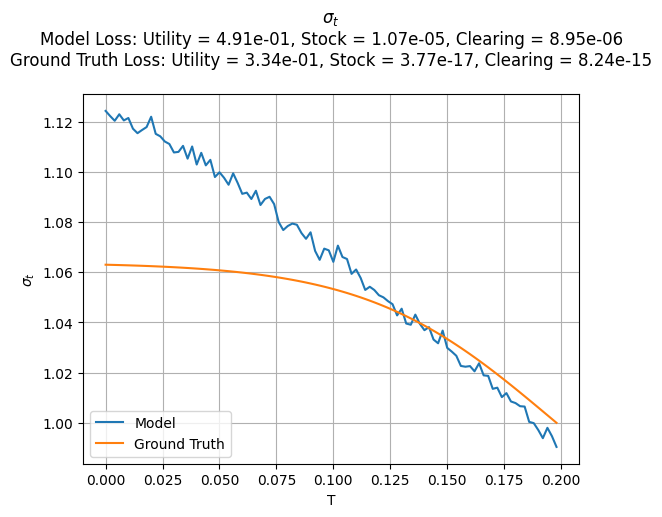 σt
Model Loss: Utility = 4.91e-01, Stock = 1.07e-05, Clearing = 8.95e-06
Ground Truth Loss: Utility = 3.34e-01, Stock = 3.77e-17, Clearing = 8.24e-15
1.12
1.10
1.08
1.06
1.04
1.02
1.00
σt
Model
Ground Truth
0.000 0.025 0.050 0.075 0.100 0.125 0.150 0.175 0.200
T